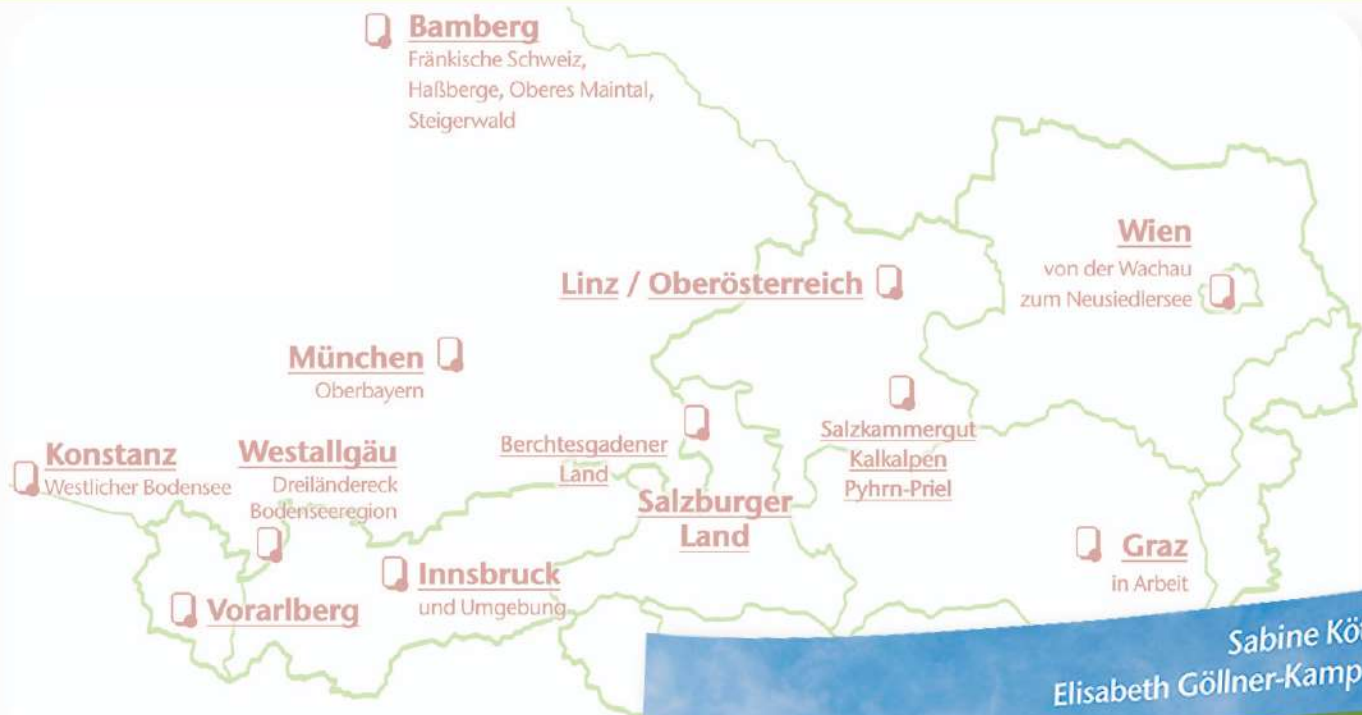 Bamberg
Fränkische Schweiz,
Haßberge, Oberes Maintal,
Steigerwald
Wien
von der Wachau
zum Neusiedlersee
Linz / Oberösterreich
München
Oberbayern
Konstanz
Westlicher Bodensee
Westallgäu
Dreiländereck
Bodenseeregion
Berchtesgadener
Land
Salzkammergut
Kalkalpen
Pyhrn-Priel
Salzburger
Land
Graz
in Arbeit
Innsbruck
und Umgebung
Vorarlberg
Sabine
Elisabeth